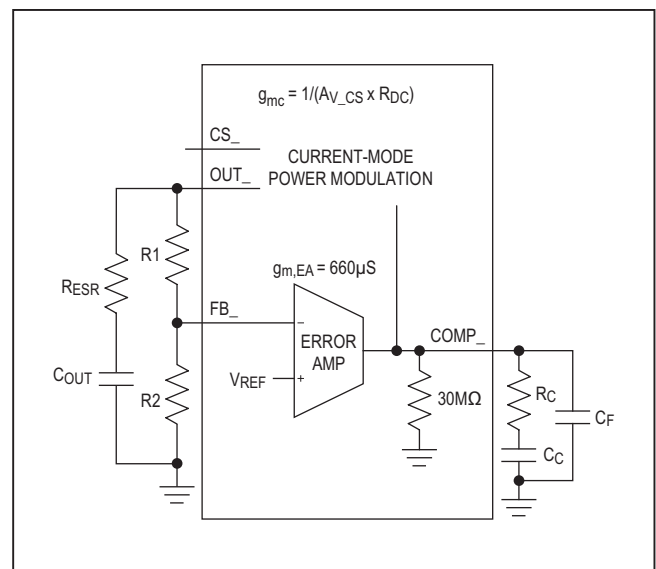 gmc = 1/(AV_CS x RDC)
CS_
CURRENT-MODE
POWER MODULATION
OUT_
R1
gm,EA = 660µS
RESR
FB_
−
ERROR
AMP
COMP_
COUT
R2
VREF
+
30MΩ
RC
CF
CC